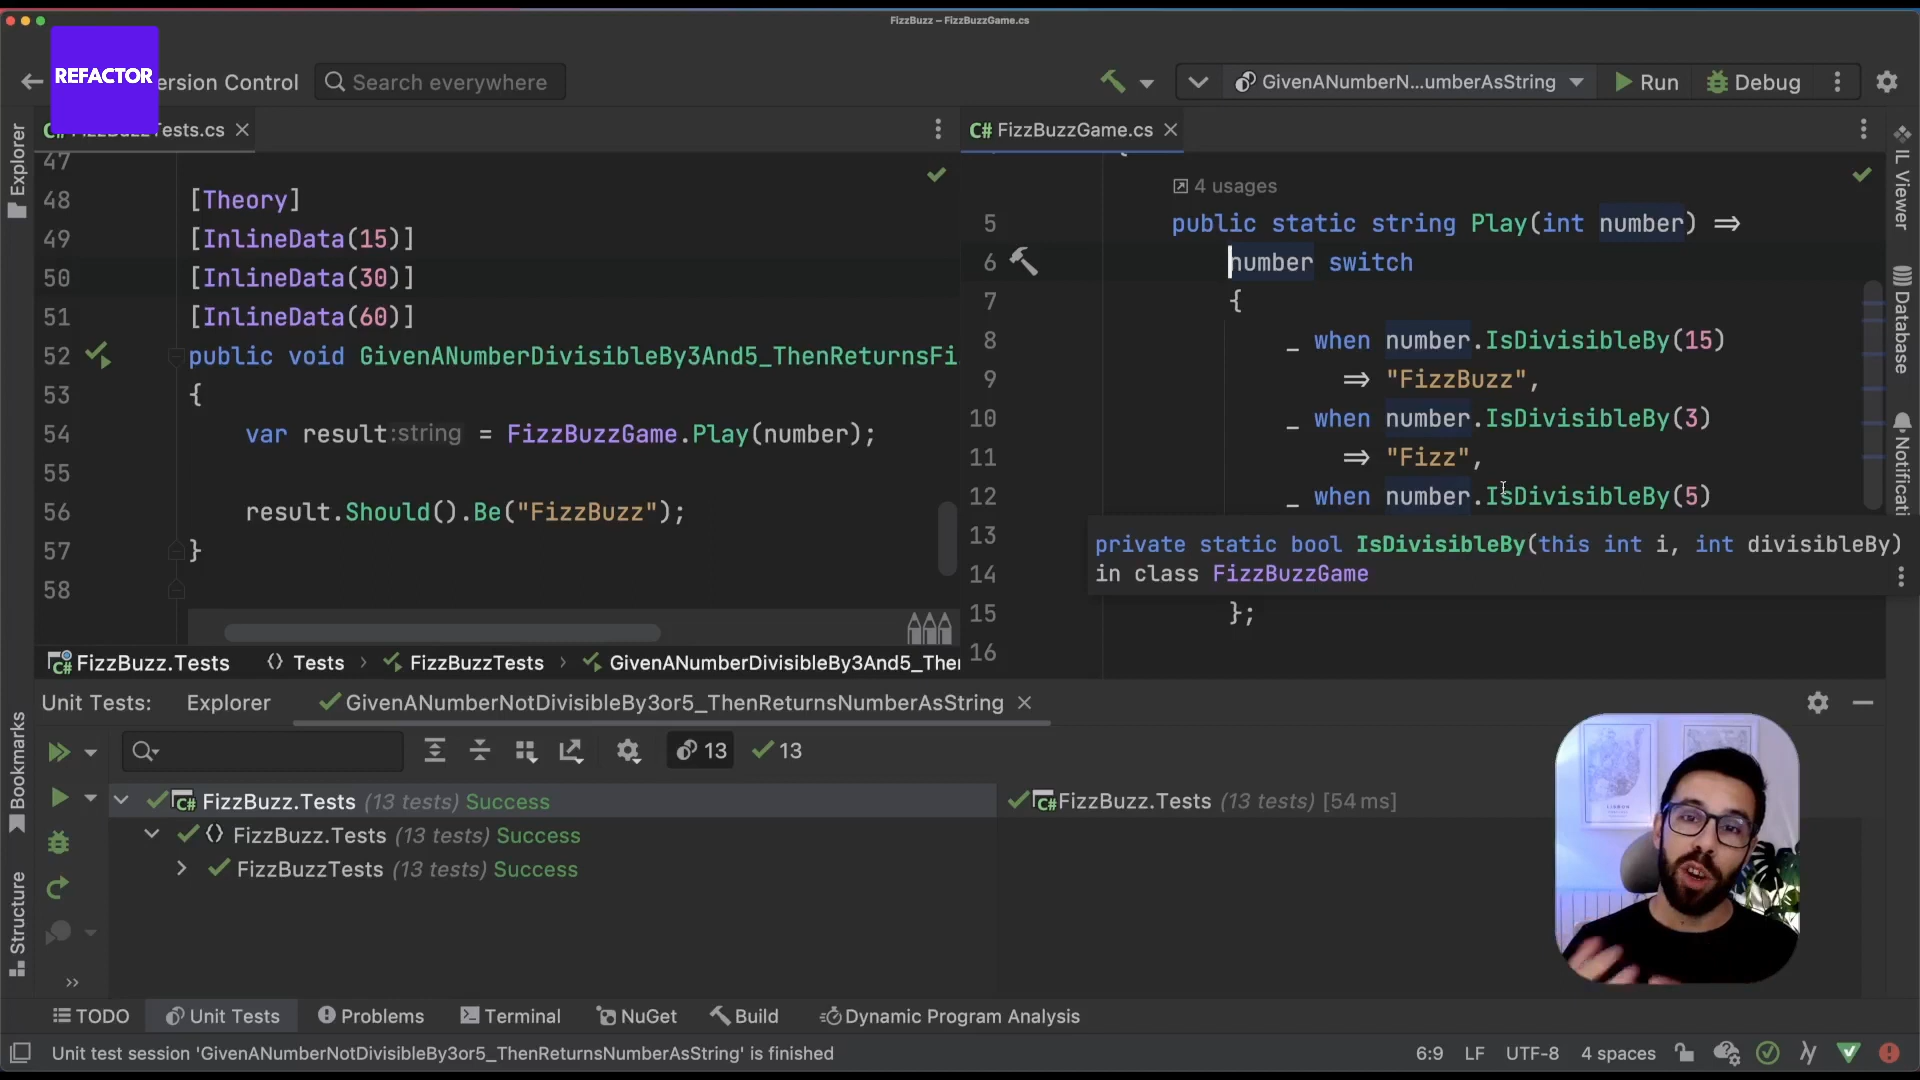 FizzBuzz – FizzBuzzGame.cs
REFACTOR
ersion Control
Search everywhere
GivenANumberN...umberAsString
Run
Debug
Explorer
C# FizzBuzzTests.cs
C# FizzBuzzGame.cs
47
48 [Theory]
49 [InlineData(15)]
50 [InlineData(30)]
51 [InlineData(60)]
52 public void GivenANumberDivisibleBy3And5_ThenReturnsFi
53 {
54 var result:string = FizzBuzzGame.Play(number);
55
56 result.Should().Be("FizzBuzz");
57 }
58
4 usages
5 public static string Play(int number) =>
6 number switch
7 {
8 _ when number.IsDivisibleBy(15)
9 => "FizzBuzz",
10 _ when number.IsDivisibleBy(3)
11 => "Fizz",
12 _ when number.IsDivisibleBy(5)
13
14
15 };
16
private static bool IsDivisibleBy(this int i, int divisibleBy)
in class FizzBuzzGame
IL Viewer
Database
Notificati
C# FizzBuzz.Tests
Tests
FizzBuzzTests
GivenANumberDivisibleBy3And5_The
Unit Tests:
Explorer
GivenANumberNotDivisibleBy3or5_ThenReturnsNumberAsString
13
13
C# FizzBuzz.Tests (13 tests) Success
FizzBuzz.Tests (13 tests) Success
FizzBuzzTests (13 tests) Success
C# FizzBuzz.Tests (13 tests) [54 ms]
Bookmarks
Structure
TODO
Unit Tests
Problems
Terminal
NuGet
Build
Dynamic Program Analysis
Unit test session 'GivenANumberNotDivisibleBy3or5_ThenReturnsNumberAsString' is finished
6:9
LF
UTF-8
4 spaces